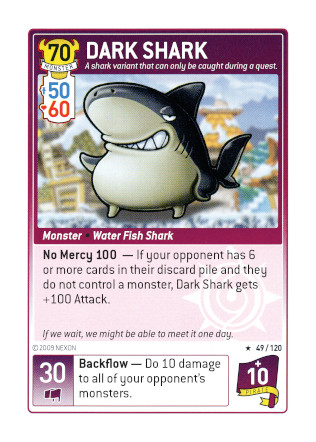 70 DARK SHARK
MONSTER
A shark variant that can only be caught during a quest.
50
60
Monster • Water Fish Shark
No Mercy 100 — If your opponent has 6
or more cards in their discard pile and they
do not control a monster, Dark Shark gets
+100 Attack.
If we wait, we might be able to meet it one day.
©2009 NEXON
★ 49/120
30
Backflow — Do 10 damage
to all of your opponent's
monsters.
+
10
PIRATE